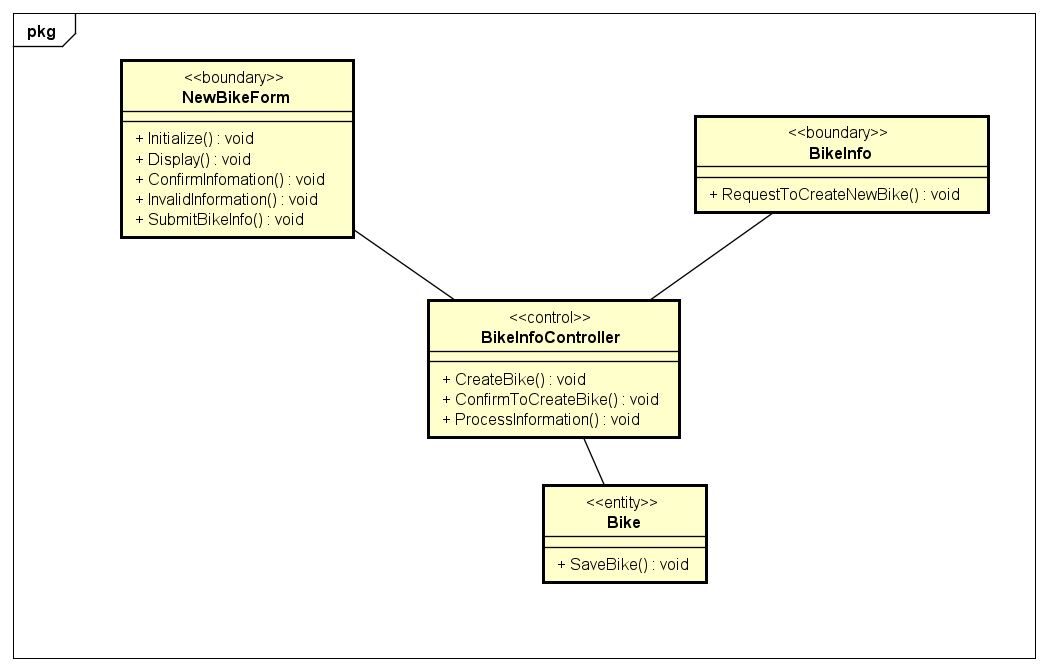 pkg
<<boundary>>
NewBikeForm
+ Initialize() : void
+ Display() : void
+ ConfirmInfomation() : void
+ InvalidInformation() : void
+ SubmitBikeInfo() : void
<<boundary>>
BikeInfo
+ RequestToCreateNewBike() : void
<<control>>
BikeInfoController
+ CreateBike() : void
+ ConfirmToCreateBike() : void
+ ProcessInformation() : void
<<entity>>
Bike
+ SaveBike() : void